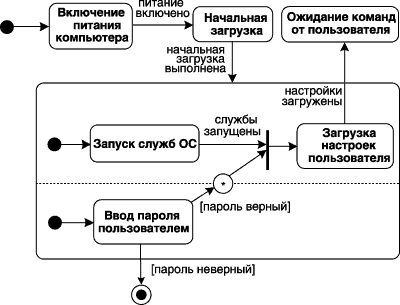 Включение
питания
компьютера
питание
включено
Начальная
загрузка
Ожидание команд
от пользователя
начальная
загрузка
выполнена
настройки
загружены
Запуск служб ОС
службы
запущены
Загрузка
настроек
пользователя
*
Ввод пароля
пользователем
[пароль верный]
[пароль неверный]